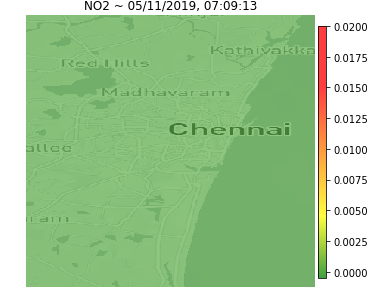 NO2 ~ 05/11/2019, 07:09:13
Kathivakka
Red Hills
Madhavaram
Chennai
allee
ram
0.0200
0.0175
0.0150
0.0125
0.0100
0.0075
0.0050
0.0025
0.0000